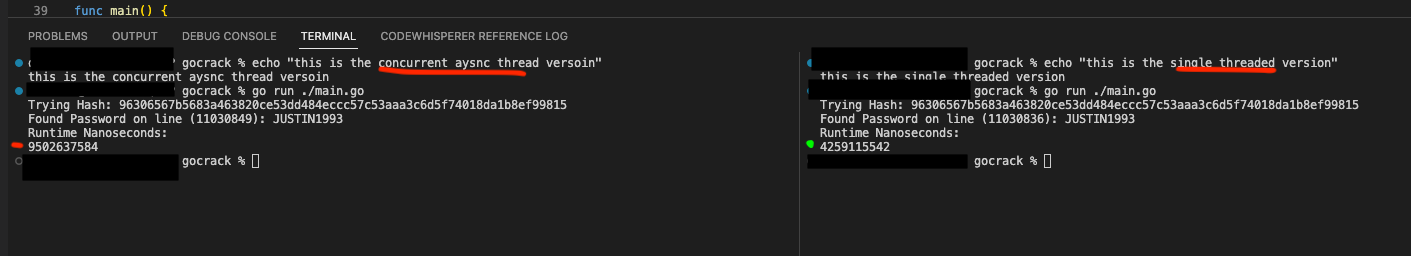 39 func main() {
PROBLEMS OUTPUT DEBUG CONSOLE TERMINAL CODEWHISPERER REFERENCE LOG
gocrack % echo "this is the concurrent aysnc thread versoin"
this is the concurrent aysnc thread versoin
gocrack % go run ./main.go
Trying Hash: 96306567b5683a463820ce53dd484eccc57c53aaa3c6d5f74018da1b8ef99815
Found Password on line (11030849): JUSTIN1993
Runtime Nanoseconds:
9502637584
gocrack %
gocrack % echo "this is the single threaded version"
this is the single threaded version
gocrack % go run ./main.go
Trying Hash: 96306567b5683a463820ce53dd484eccc57c53aaa3c6d5f74018da1b8ef99815
Found Password on line (11030836): JUSTIN1993
Runtime Nanoseconds:
4259115542
gocrack %